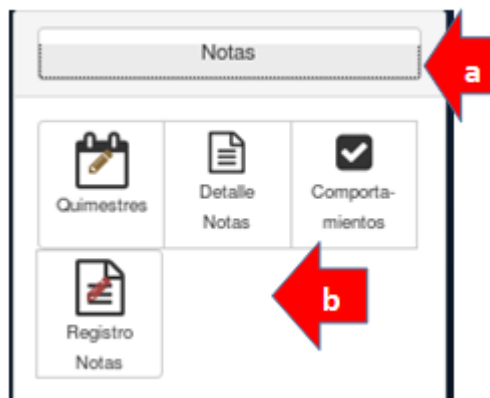 Notas
a
Quimestres
Detalle
Notas
Comporta-
mientos
b
Registro
Notas